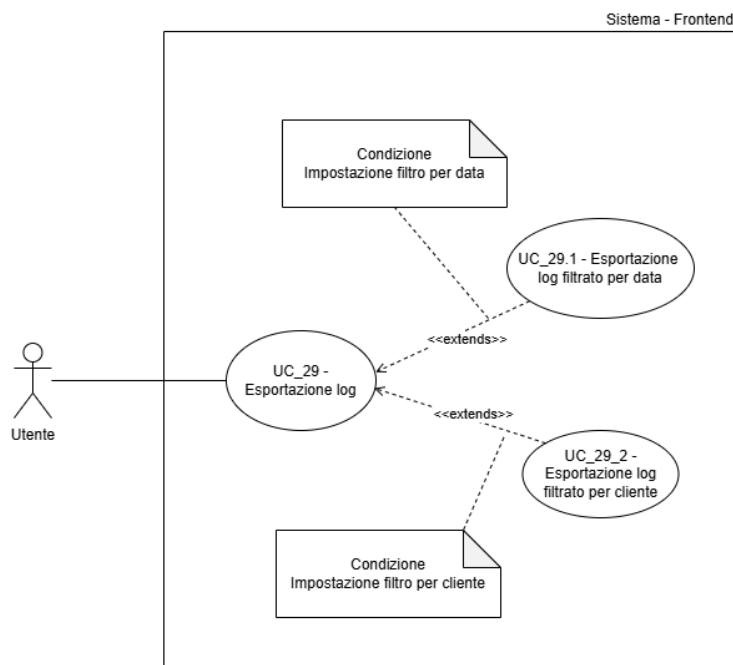 Sistema - Frontend
Condizione
Impostazione filtro per data
UC_29.1 - Esportazione
log filtrato per data
<<extends>>
UC_29 -
Esportazione log
Utente
<<extends>>
UC_29_2 -
Esportazione log
filtrato per cliente
Condizione
Impostazione filtro per cliente